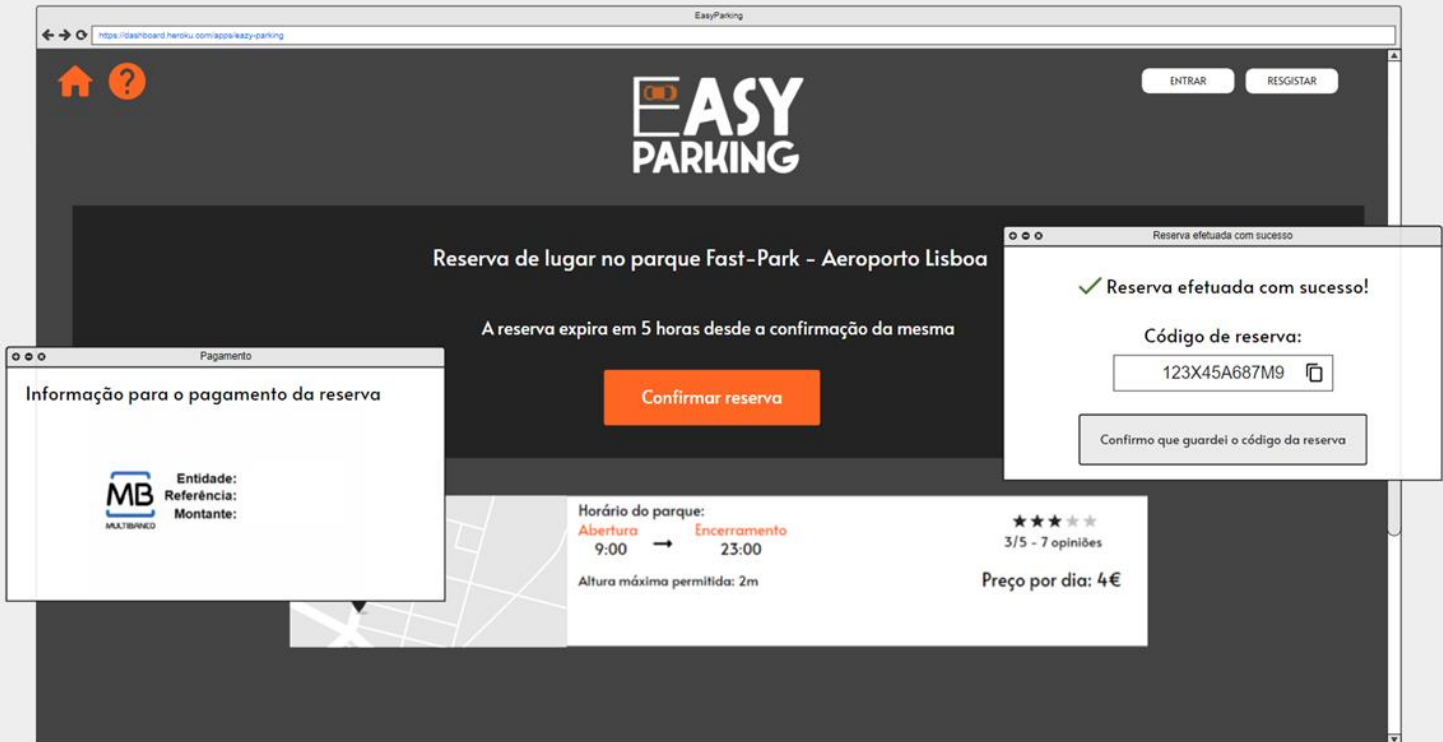 EasyParking
https://dashboard.heroku.com/apps/eazy-parking
?
ENTRAR
RESGISTAR
EASY
PARKING
Reserva de lugar no parque Fast-Park - Aeroporto Lisboa
A reserva expira em 5 horas desde a confirmação da mesma
Confirmar reserva
Reserva efetuada com sucesso
Reserva efetuada com sucesso!
Código de reserva:
123X45A687M9
Confirmo que guardei o código da reserva
Pagamento
Informação para o pagamento da reserva
MB
MULTIBANCO
Entidade:
Referência:
Montante:
Horário do parque:
Abertura → Encerramento
9:00 23:00
Altura máxima permitida: 2m
3/5 - 7 opiniões
Preço por dia: 4€